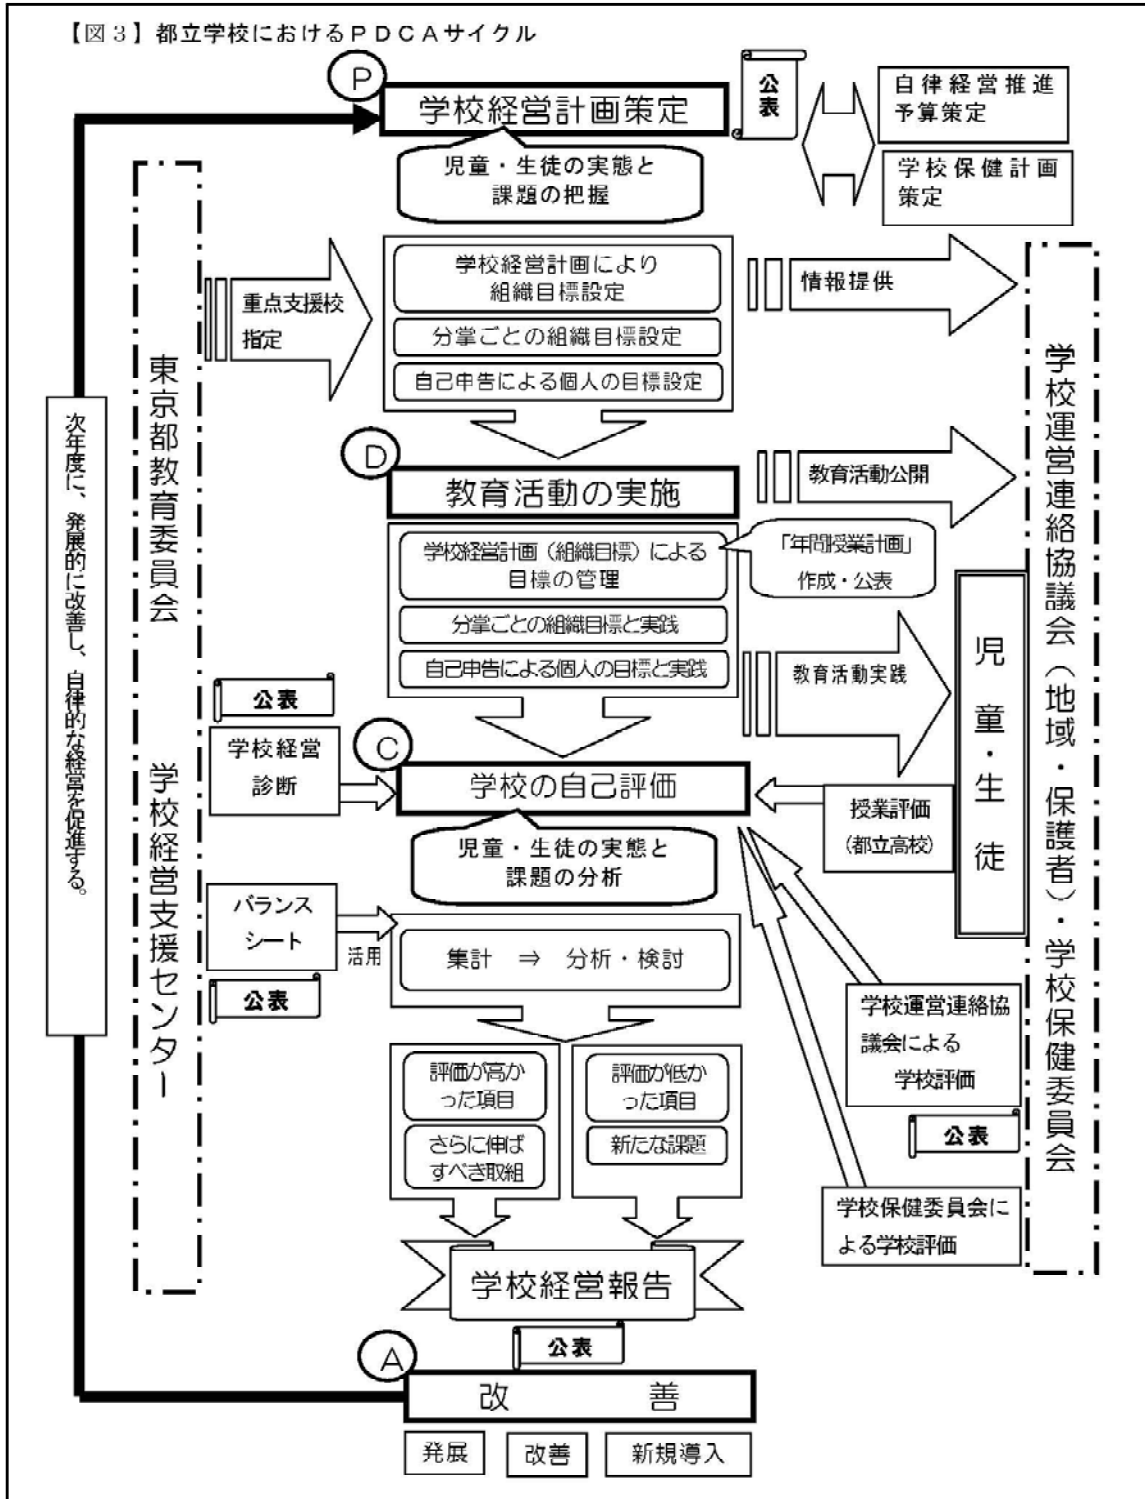 【図3】都立学校におけるPDCAサイクル
P
学校経営計画策定
公表
自律経営推進
予算策定
学校保健計画
策定
児童・生徒の実態と
課題の把握
学校経営計画により
組織目標設定
分掌ごとの組織目標設定
自己申告による個人の目標設定
重点支援校
指定
情報提供
東京都教育委員会
学校経営支援センター
次年度に、発展的に改善し、自律的な経営を促進する。
学校運営連絡協議会（地域・保護者）・学校保健委員会
D
教育活動の実施
教育活動公開
学校経営計画（組織目標）による
目標の管理
「年間授業計画」
作成・公表
分掌ごとの組織目標と実践
自己申告による個人の目標と実践
教育活動実践
児童・生徒
公表
学校経営
診断
C
学校の自己評価
授業評価
（都立高校）
児童・生徒の実態と
課題の分析
バランス
シート
活用
公表
集計 ⇒ 分析・検討
学校運営連絡協
議会による
学校評価
公表
評価が高か
った項目
さらに伸ば
すべき取組
評価が低か
った項目
新たな課題
学校保健委員会に
よる学校評価
学校経営報告
公表
A
改善
発展
改善
新規導入